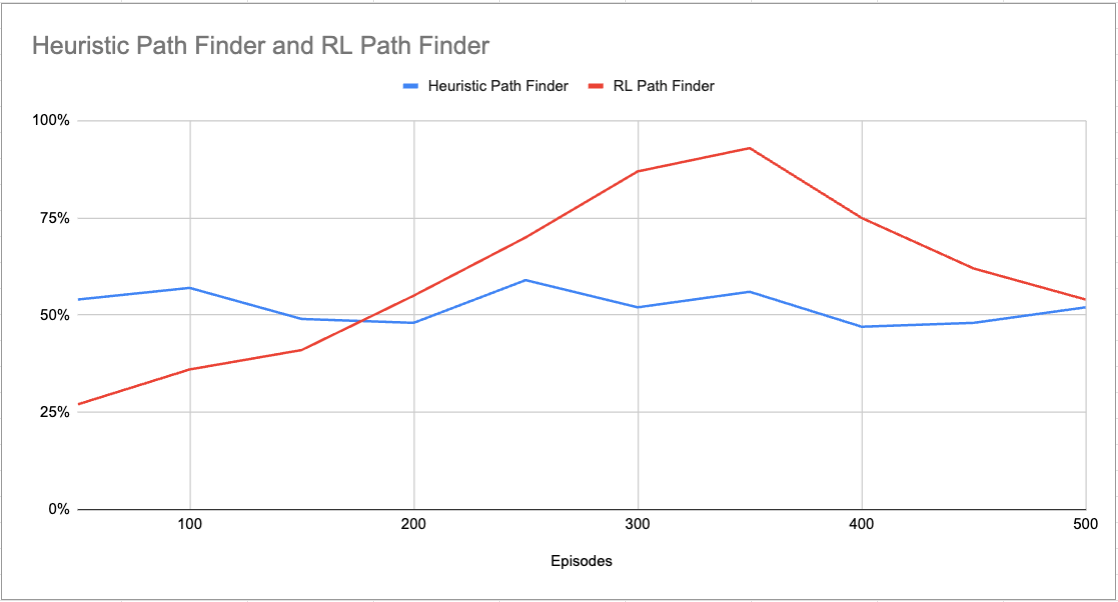 Heuristic Path Finder and RL Path Finder
Heuristic Path Finder RL Path Finder
100%
75%
50%
25%
0%
100 200 300 400 500
Episodes